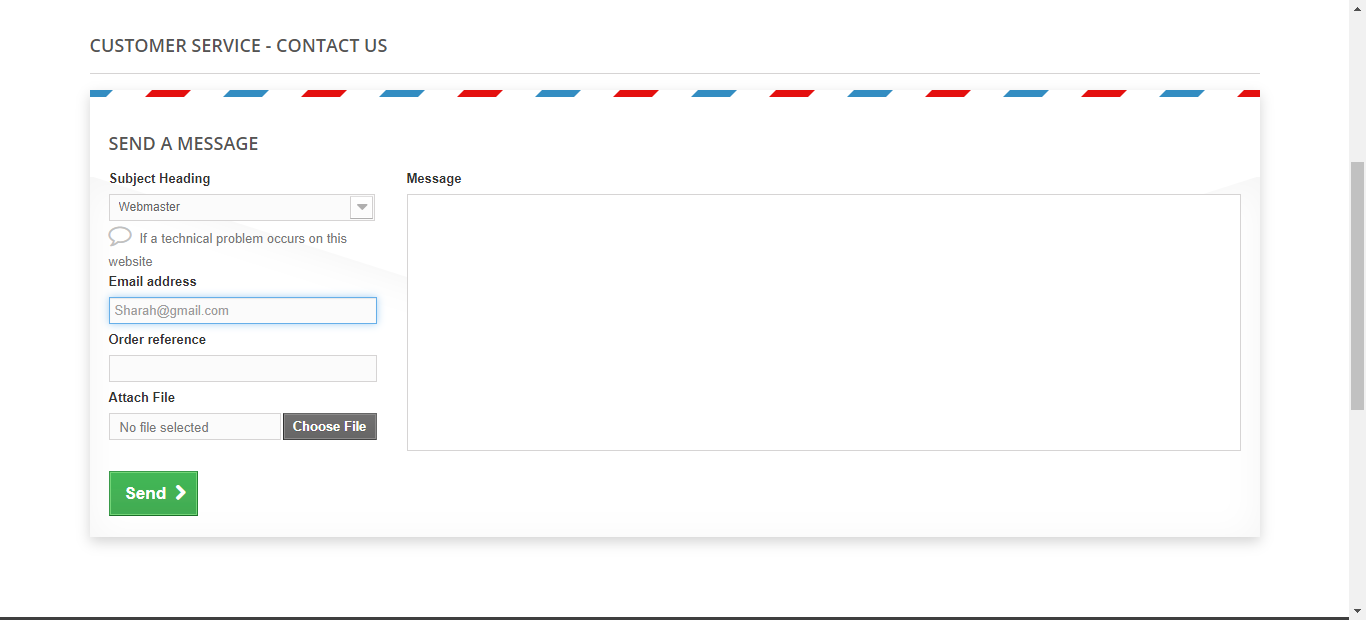 CUSTOMER SERVICE - CONTACT US
SEND A MESSAGE
Subject Heading
Webmaster
If a technical problem occurs on this
website
Email address
Sharah@gmail.com
Order reference
Attach File
No file selected
Choose File
Send
Message